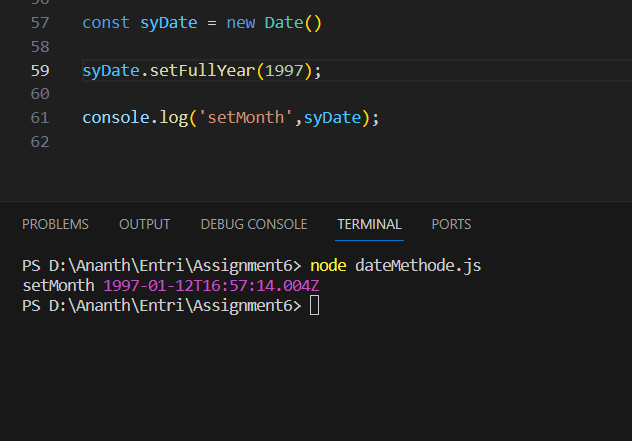 57 const syDate = new Date()
58
59 syDate.setFullYear(1997);
60
61 console.log('setMonth',syDate);
62
PROBLEMS OUTPUT DEBUG CONSOLE TERMINAL PORTS
PS D:\Ananth\Entri\Assignment6> node dateMethode.js
setMonth 1997-01-12T16:57:14.004Z
PS D:\Ananth\Entri\Assignment6>